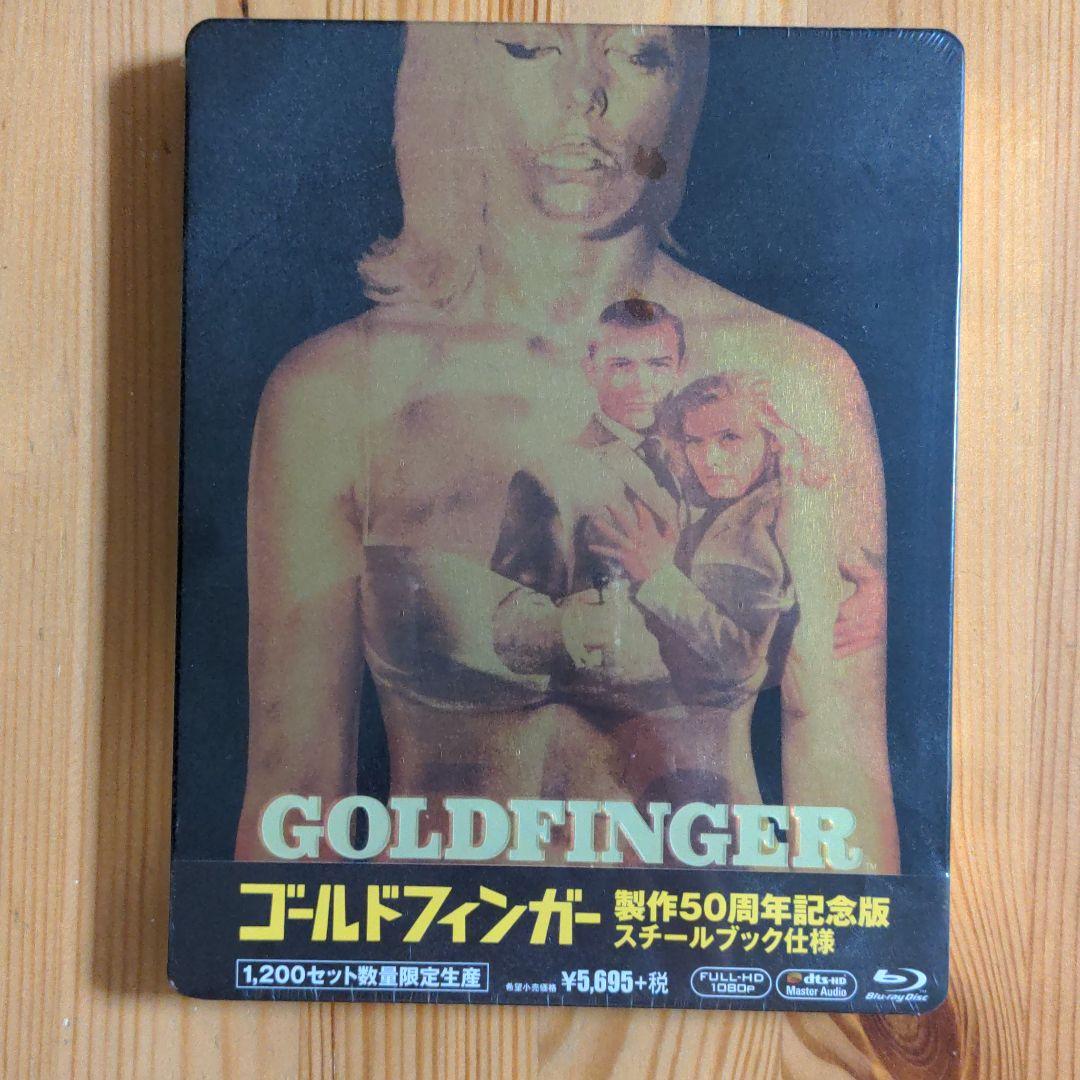 GOLDFINGER™
ゴールドフィンガー
製作50周年記念版
スチールブック仕様
1,200セット数量限定生産
希望小売価格 ¥5,695+税
FULL-HD
1080P
dts-HD
Master Audio
Blu-ray Disc